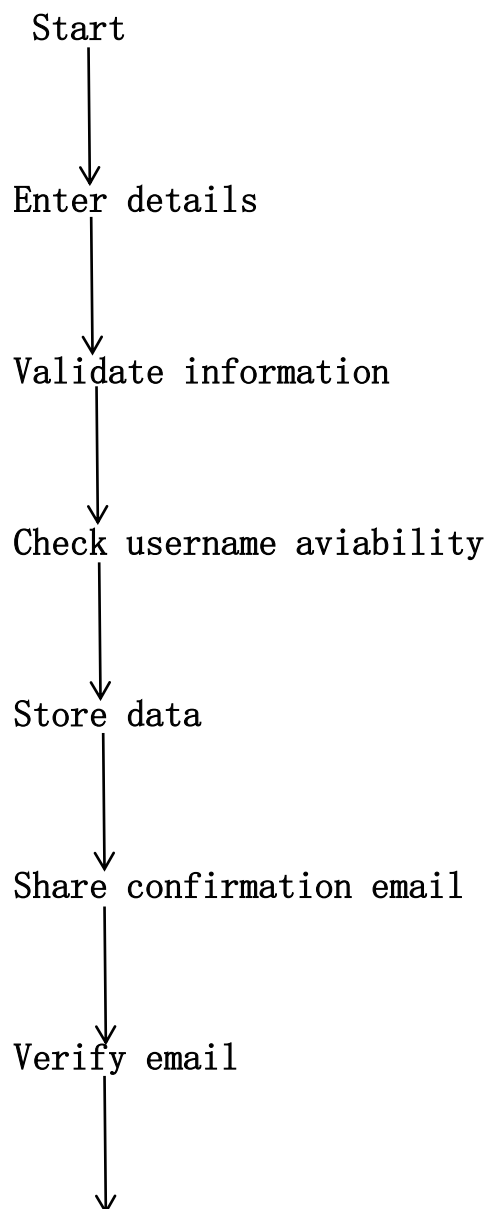 Start
Enter details
Validate information
Check username aviability
Store data
Share confirmation email
Verify email